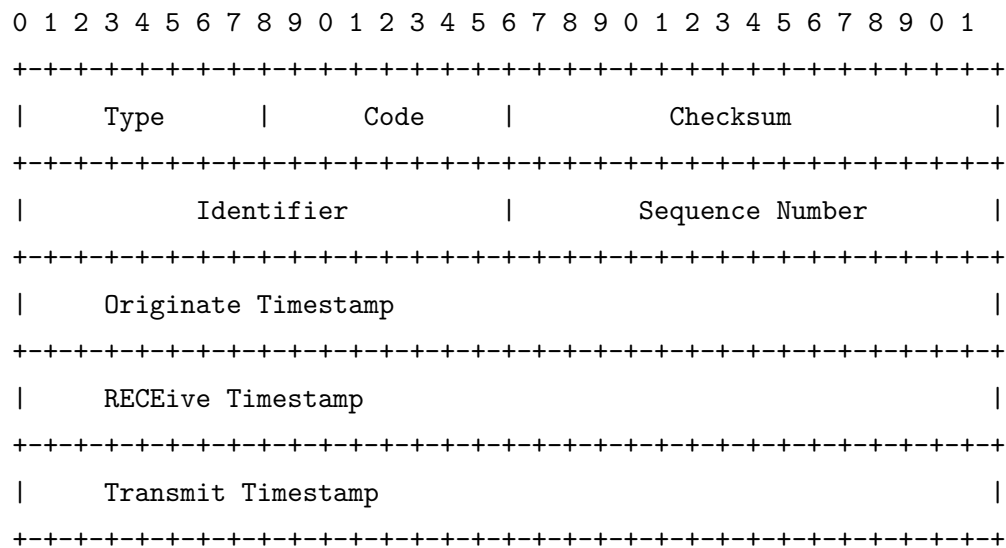 0 1 2 3 4 5 6 7 8 9 0 1 2 3 4 5 6 7 8 9 0 1 2 3 4 5 6 7 8 9 0 1
+-+-+-+-+-+-+-+-+-+-+-+-+-+-+-+-+-+-+-+-+-+-+-+-+-+-+-+-+-+-+-+-+
|     Type      |      Code     |          Checksum             |
+-+-+-+-+-+-+-+-+-+-+-+-+-+-+-+-+-+-+-+-+-+-+-+-+-+-+-+-+-+-+-+-+
|           Identifier          |        Sequence Number        |
+-+-+-+-+-+-+-+-+-+-+-+-+-+-+-+-+-+-+-+-+-+-+-+-+-+-+-+-+-+-+-+-+
|     Originate Timestamp                                       |
+-+-+-+-+-+-+-+-+-+-+-+-+-+-+-+-+-+-+-+-+-+-+-+-+-+-+-+-+-+-+-+-+
|     RECEive Timestamp                                         |
+-+-+-+-+-+-+-+-+-+-+-+-+-+-+-+-+-+-+-+-+-+-+-+-+-+-+-+-+-+-+-+-+
|     Transmit Timestamp                                        |
+-+-+-+-+-+-+-+-+-+-+-+-+-+-+-+-+-+-+-+-+-+-+-+-+-+-+-+-+-+-+-+-+